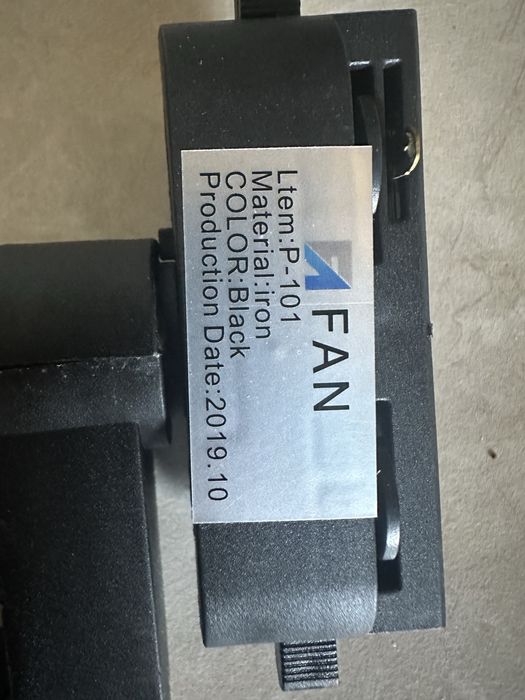 FAN
Ltem:P-101
Material:iron
COLOR:Black
Production Date:2019.10